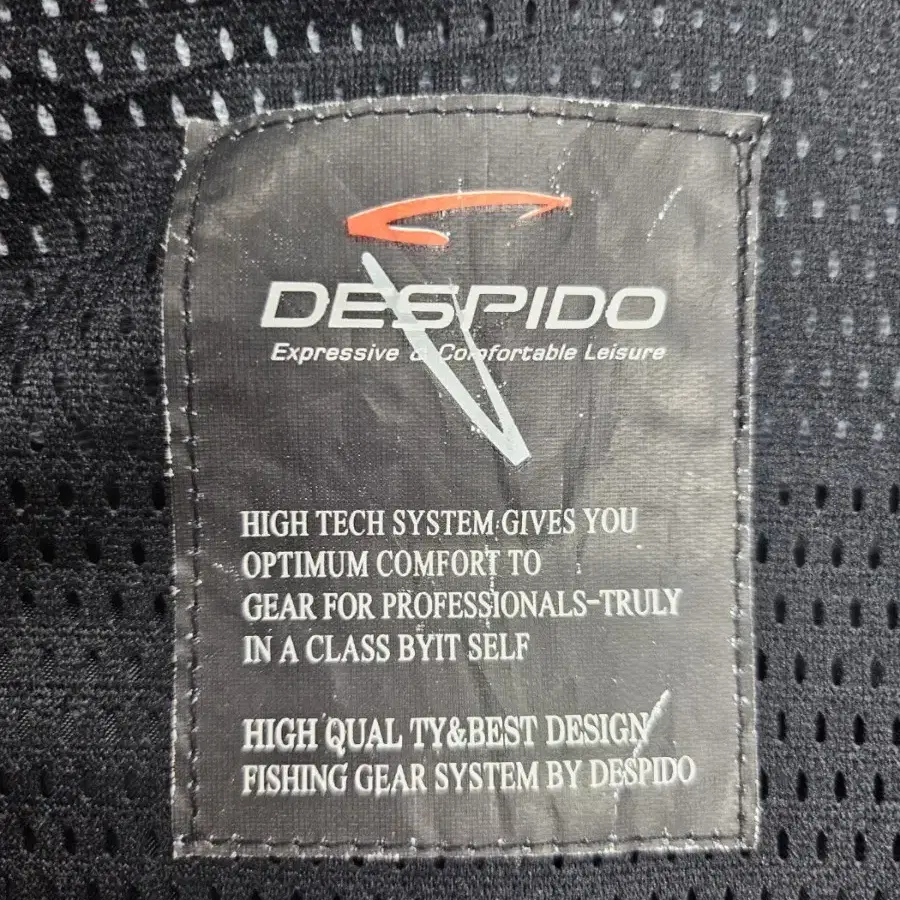 DESPIDO
Expressive & Comfortable Leisure
HIGH TECH SYSTEM GIVES YOU
OPTIMUM COMFORT TO
GEAR FOR PROFESSIONALS-TRULY
IN A CLASS BYIT SELF
HIGH QUAL TY&BEST DESIGN
FISHING GEAR SYSTEM BY DESPIDO